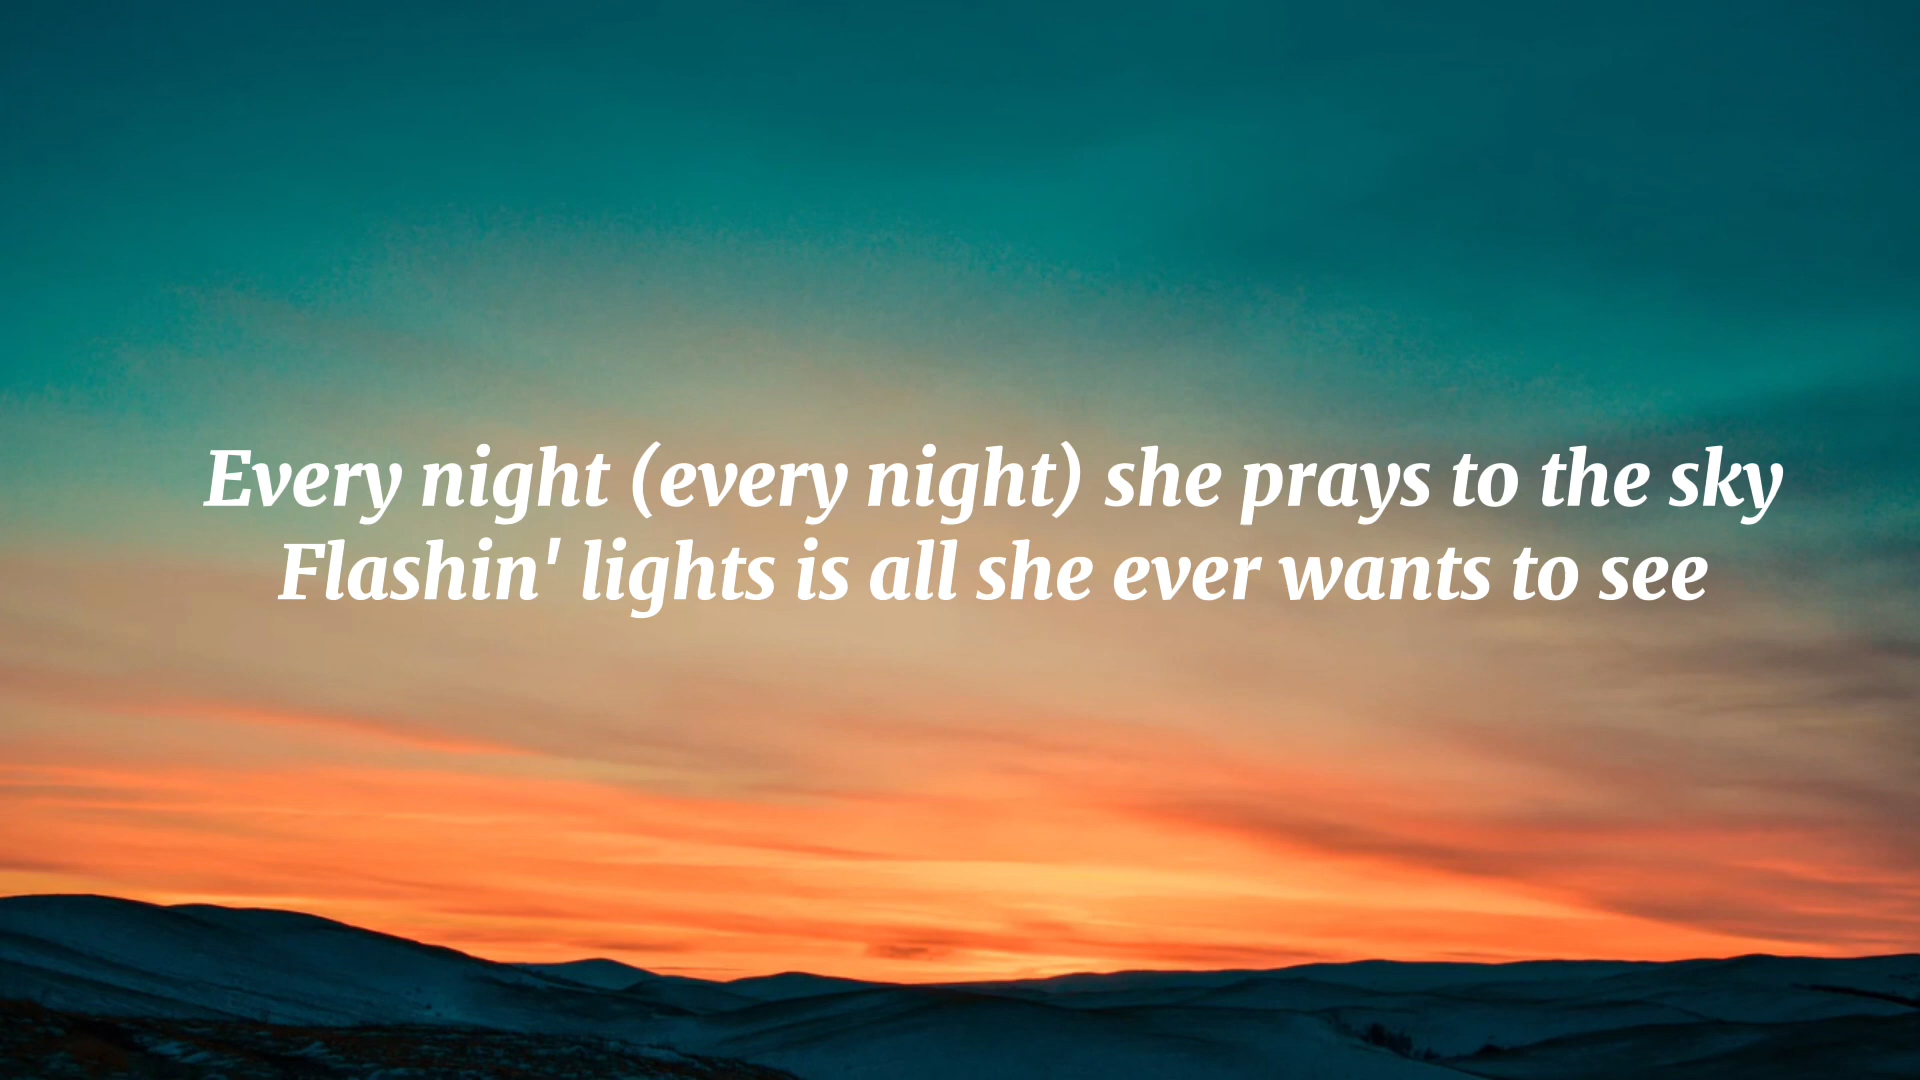 Every night (every night) she prays to the sky
Flashin' lights is all she ever wants to see